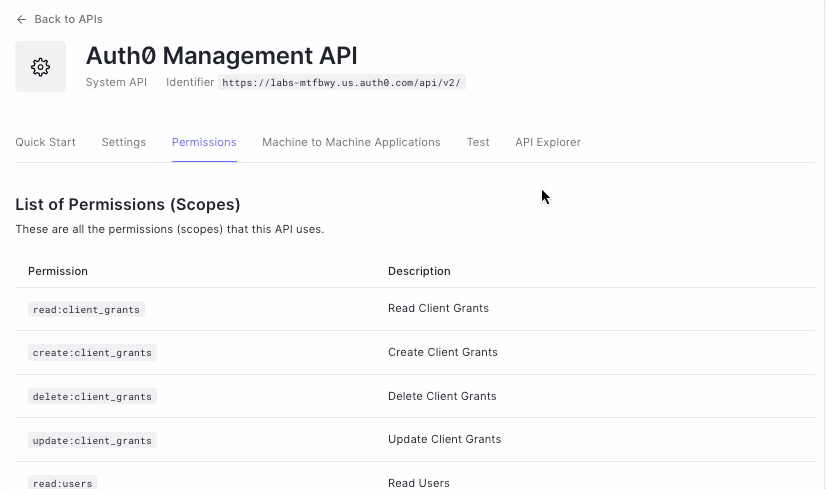 ← Back to APIs
Auth0 Management API
System API Identifier https://labs-mtfbwy.us.auth0.com/api/v2/
Quick Start Settings Permissions Machine to Machine Applications Test API Explorer
List of Permissions (Scopes)
These are all the permissions (scopes) that this API uses.
Permission Description
read:client_grants Read Client Grants
create:client_grants Create Client Grants
delete:client_grants Delete Client Grants
update:client_grants Update Client Grants
read:users Read Users